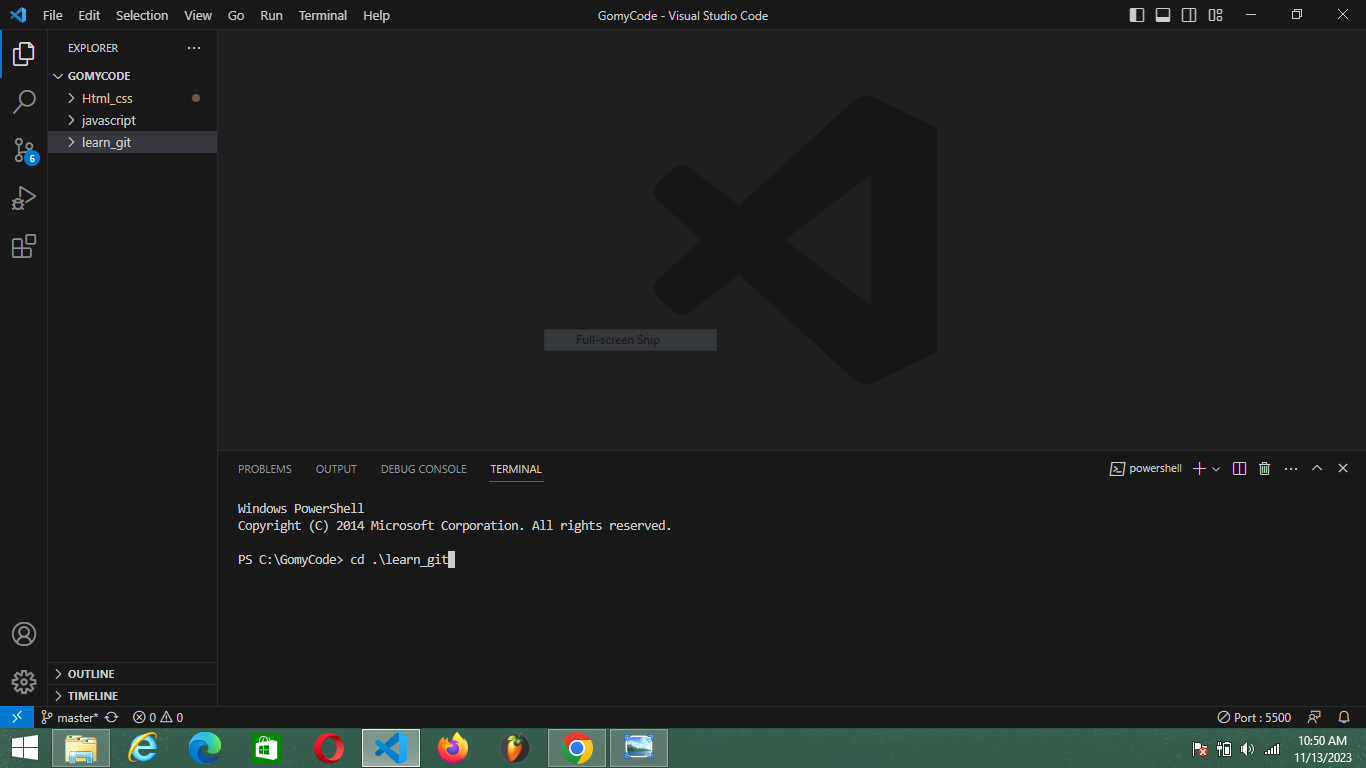 File Edit Selection View Go Run Terminal Help
GomyCode - Visual Studio Code
EXPLORER
GOMYCODE
Html_css
javascript
learn_git
6
Full-screen Snip
PROBLEMS OUTPUT DEBUG CONSOLE TERMINAL
powershell
Windows PowerShell
Copyright (C) 2014 Microsoft Corporation. All rights reserved.
PS C:\GomyCode> cd .\learn_git
OUTLINE
TIMELINE
master* 0 0
Port : 5500
10:50 AM
11/13/2023